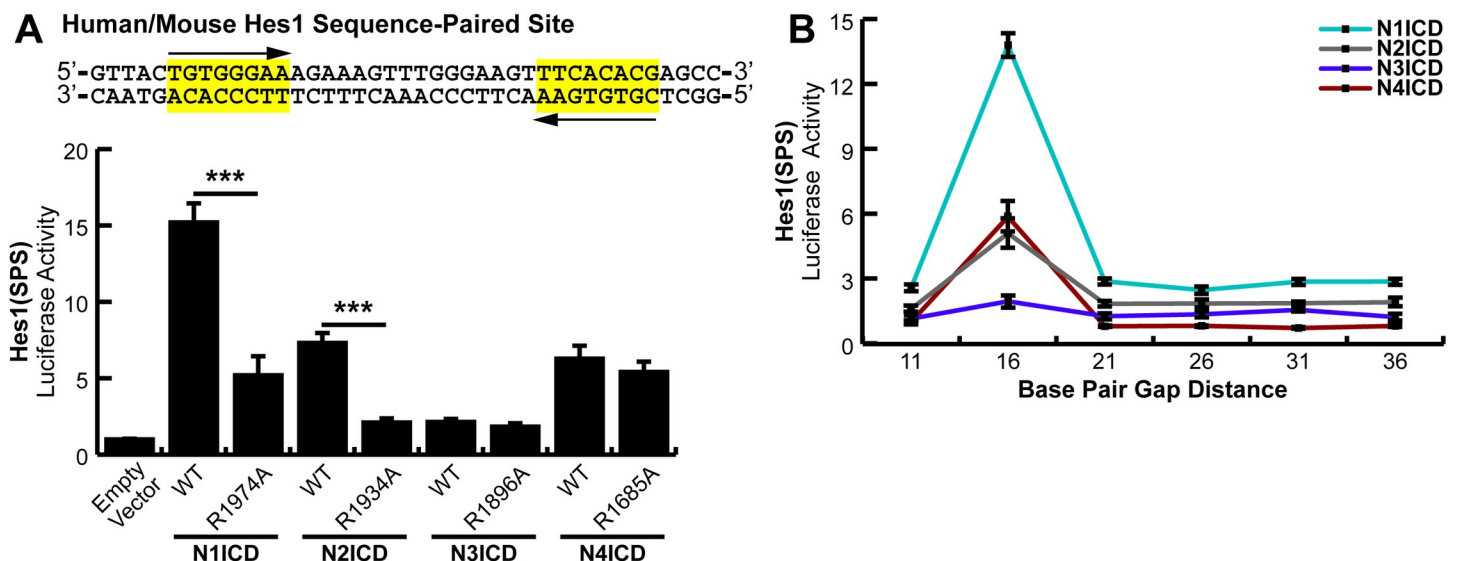 A Human/Mouse Hes1 Sequence-Paired Site
5'-GTTACTGTGGGAAAGAAAGTTTGGGAAGTTTCACACGAGCC-3'
3'-CAATGACACCCTTTCTTTCAAACCCTTCAAAGTGTGCTCGG-5'
Hes1(SPS)
Luciferase Activity
20
15
10
5
0
***
***
Empty Vector
WT
R1974A
WT
R1934A
WT
R1896A
WT
R1685A
N1ICD
N2ICD
N3ICD
N4ICD
B
Hes1(SPS)
Luciferase Activity
15
12
9
6
3
0
11
16
21
26
31
36
Base Pair Gap Distance
N1ICD
N2ICD
N3ICD
N4ICD